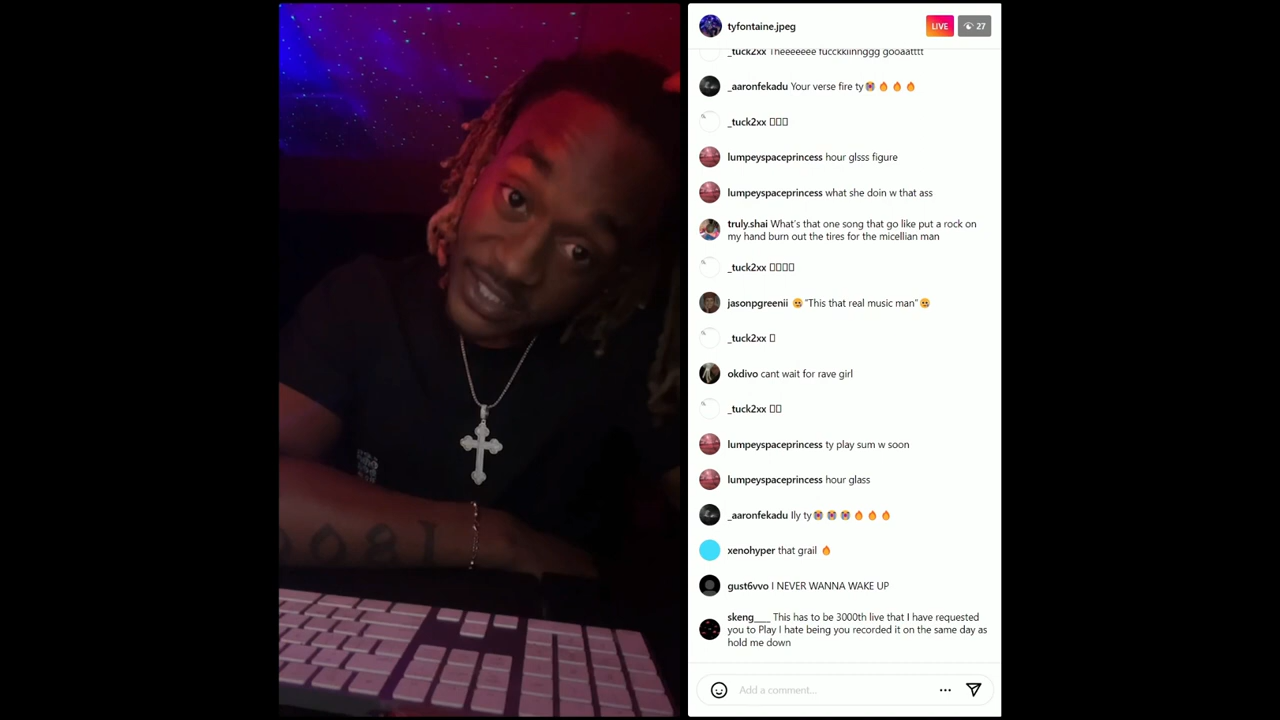 tyfontaine.jpeg
LIVE
27
_tuck2xx Theeeeeee fucckkiinnggg gooaatttt
_aaronfekadu Your verse fire ty😭🔥🔥🔥
_tuck2xx ▯▯▯
lumpeyspaceprincess hour glsss figure
lumpeyspaceprincess what she doin w that ass
truly.shai What's that one song that go like put a rock on
my hand burn out the tires for the micellian man
_tuck2xx ▯▯▯▯
jasonpgreenii 🥴"This that real music man"🥴
_tuck2xx ▯
okdivo cant wait for rave girl
_tuck2xx ▯▯
lumpeyspaceprincess ty play sum w soon
lumpeyspaceprincess hour glass
_aaronfekadu Ily ty😭😭😭🔥🔥🔥
xenohyper that grail 🔥
gust6vvo I NEVER WANNA WAKE UP
skeng___ This has to be 3000th live that I have requested
you to Play I hate being you recorded it on the same day as
hold me down
Add a comment...